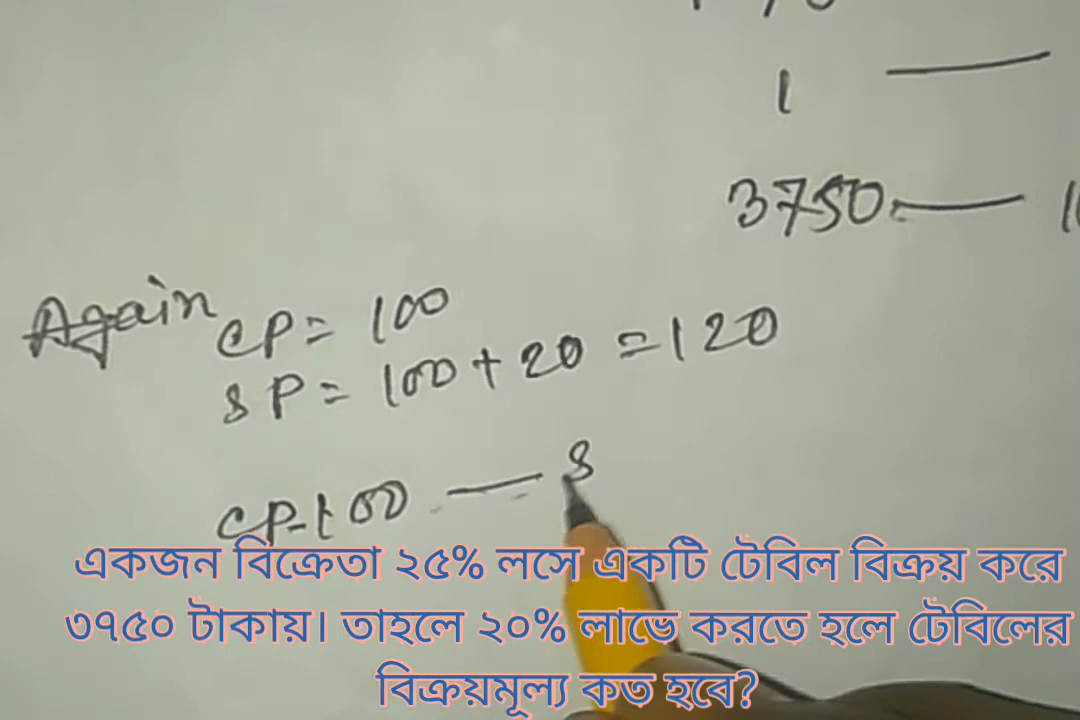 1 —
3750 —
Again CP = 100
SP = 100 + 20 = 120
CP-100 — S
একজন বিক্রেতা ২৫% লসে একটি টেবিল বিক্রয় করে
৩৭৫০ টাকায়। তাহলে ২০% লাভে করতে হলে টেবিলের
বিক্রয়মূল্য কত হবে?